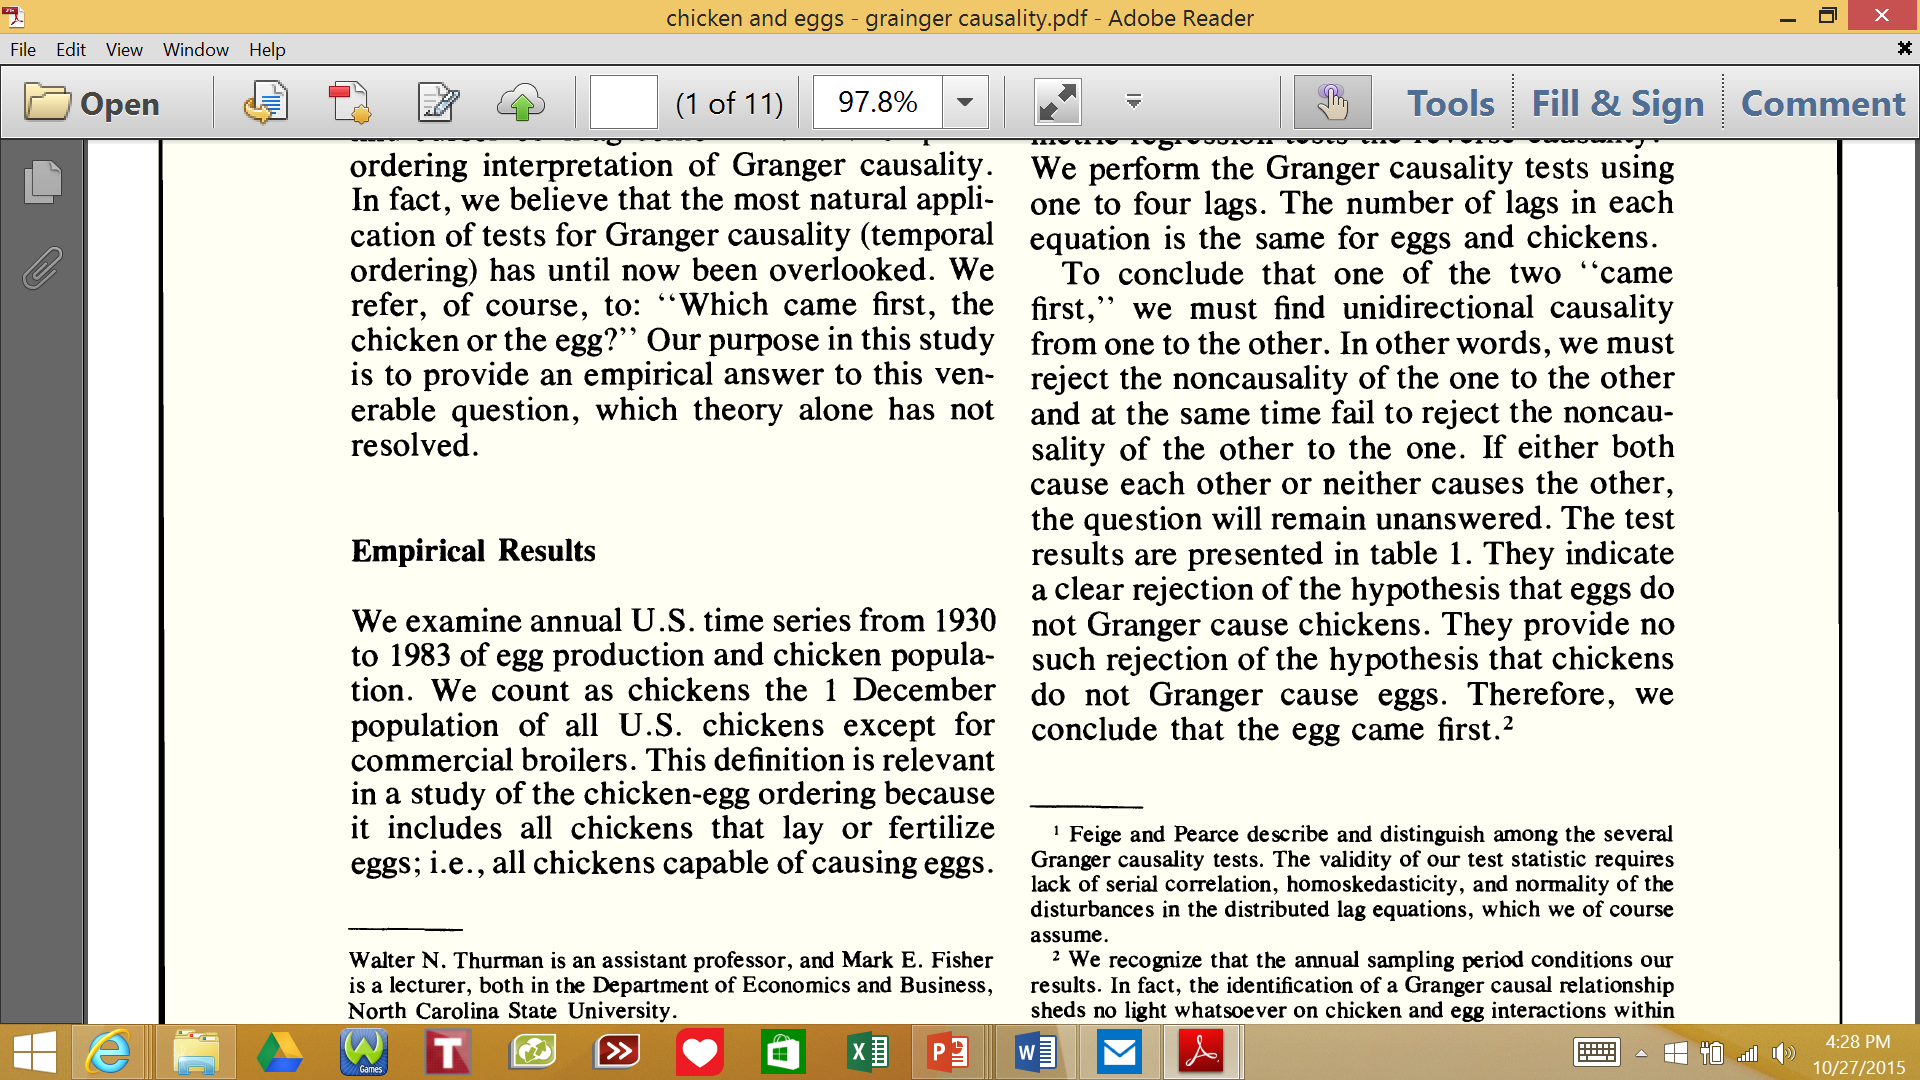 chicken and eggs - grainger causality.pdf - Adobe Reader
File Edit View Window Help
Open (1 of 11) 97.8% Tools Fill & Sign Comment
ordering interpretation of Granger causality.
In fact, we believe that the most natural appli-
cation of tests for Granger causality (temporal
ordering) has until now been overlooked. We
refer, of course, to: ‘‘Which came first, the
chicken or the egg?’’ Our purpose in this study
is to provide an empirical answer to this ven-
erable question, which theory alone has not
resolved.
Empirical Results
We examine annual U.S. time series from 1930
to 1983 of egg production and chicken popula-
tion. We count as chickens the 1 December
population of all U.S. chickens except for
commercial broilers. This definition is relevant
in a study of the chicken-egg ordering because
it includes all chickens that lay or fertilize
eggs; i.e., all chickens capable of causing eggs.
Walter N. Thurman is an assistant professor, and Mark E. Fisher
is a lecturer, both in the Department of Economics and Business,
North Carolina State University.
metric regression tests the reverse causality.
We perform the Granger causality tests using
one to four lags. The number of lags in each
equation is the same for eggs and chickens.
To conclude that one of the two ‘‘came
first,’’ we must find unidirectional causality
from one to the other. In other words, we must
reject the noncausality of the one to the other
and at the same time fail to reject the noncau-
sality of the other to the one. If either both
cause each other or neither causes the other,
the question will remain unanswered. The test
results are presented in table 1. They indicate
a clear rejection of the hypothesis that eggs do
not Granger cause chickens. They provide no
such rejection of the hypothesis that chickens
do not Granger cause eggs. Therefore, we
conclude that the egg came first.²
¹ Feige and Pearce describe and distinguish among the several
Granger causality tests. The validity of our test statistic requires
lack of serial correlation, homoskedasticity, and normality of the
disturbances in the distributed lag equations, which we of course
assume.
² We recognize that the annual sampling period conditions our
results. In fact, the identification of a Granger causal relationship
sheds no light whatsoever on chicken and egg interactions within
Games
4:28 PM
10/27/2015